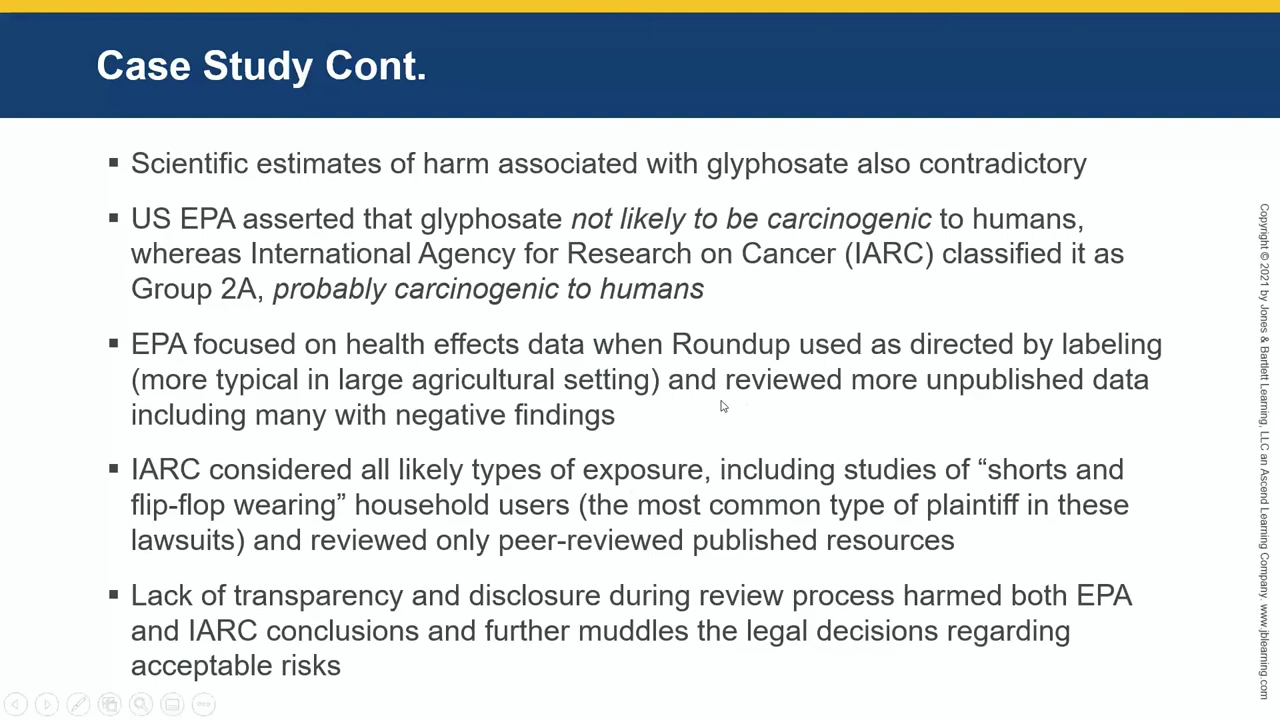 Case Study Cont.
▪ Scientific estimates of harm associated with glyphosate also contradictory
▪ US EPA asserted that glyphosate not likely to be carcinogenic to humans,
whereas International Agency for Research on Cancer (IARC) classified it as
Group 2A, probably carcinogenic to humans
▪ EPA focused on health effects data when Roundup used as directed by labeling
(more typical in large agricultural setting) and reviewed more unpublished data
including many with negative findings
▪ IARC considered all likely types of exposure, including studies of “shorts and
flip-flop wearing” household users (the most common type of plaintiff in these
lawsuits) and reviewed only peer-reviewed published resources
▪ Lack of transparency and disclosure during review process harmed both EPA
and IARC conclusions and further muddles the legal decisions regarding
acceptable risks
Copyright © 2021 by Jones & Bartlett Learning, LLC an Ascend Learning Company. www.jblearning.com